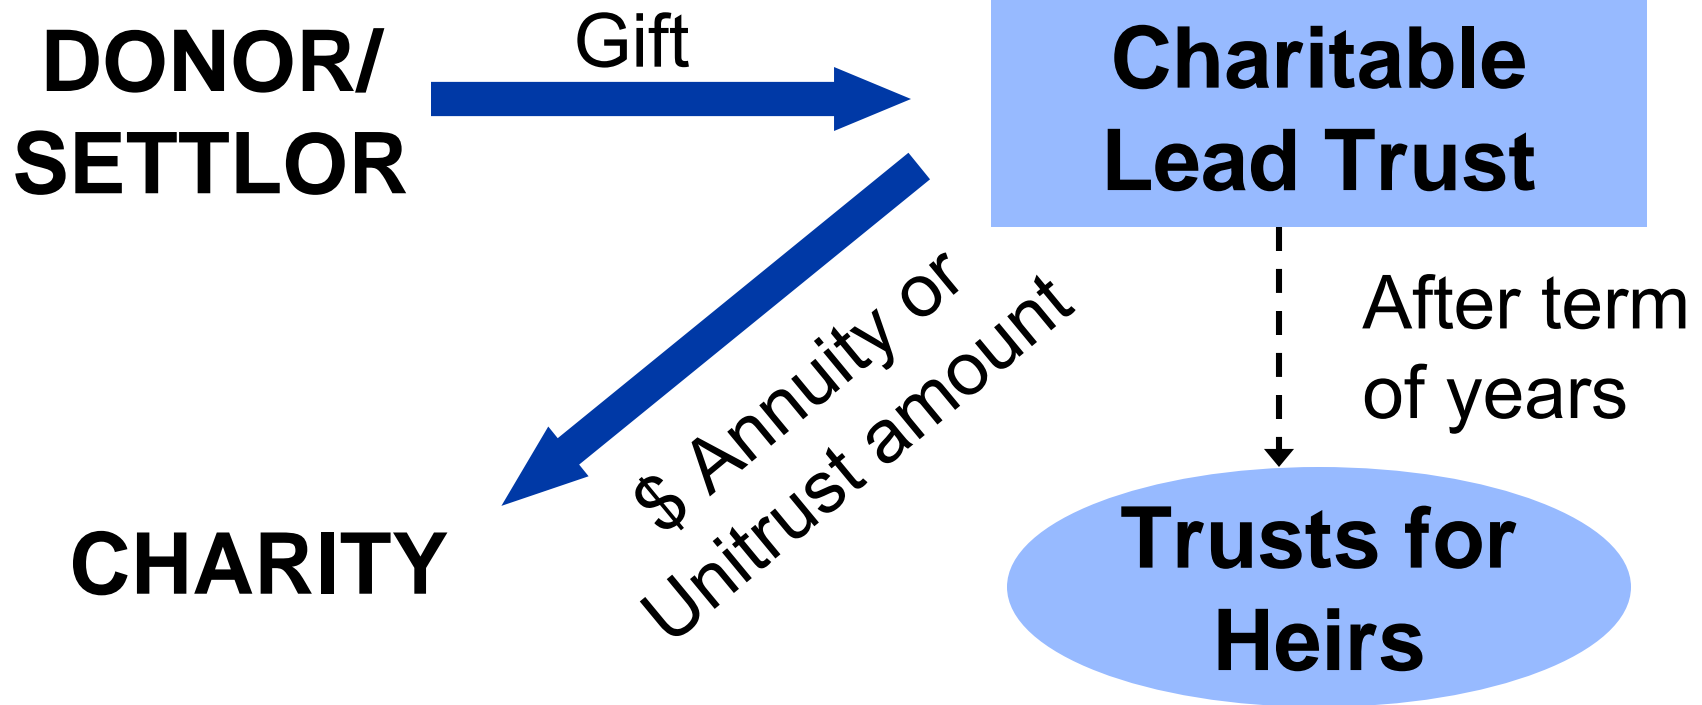 DONOR/
SETTLOR
Gift
Charitable
Lead Trust
$ Annuity or
Unitrust amount
After term
of years
CHARITY
Trusts for
Heirs